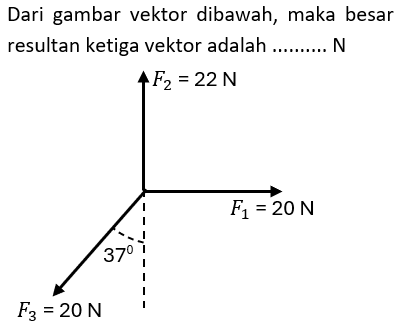 Dari gambar vektor dibawah, maka besar
resultan ketiga vektor adalah .......... N
F₂ = 22 N
F₁ = 20 N
37⁰
F₃ = 20 N